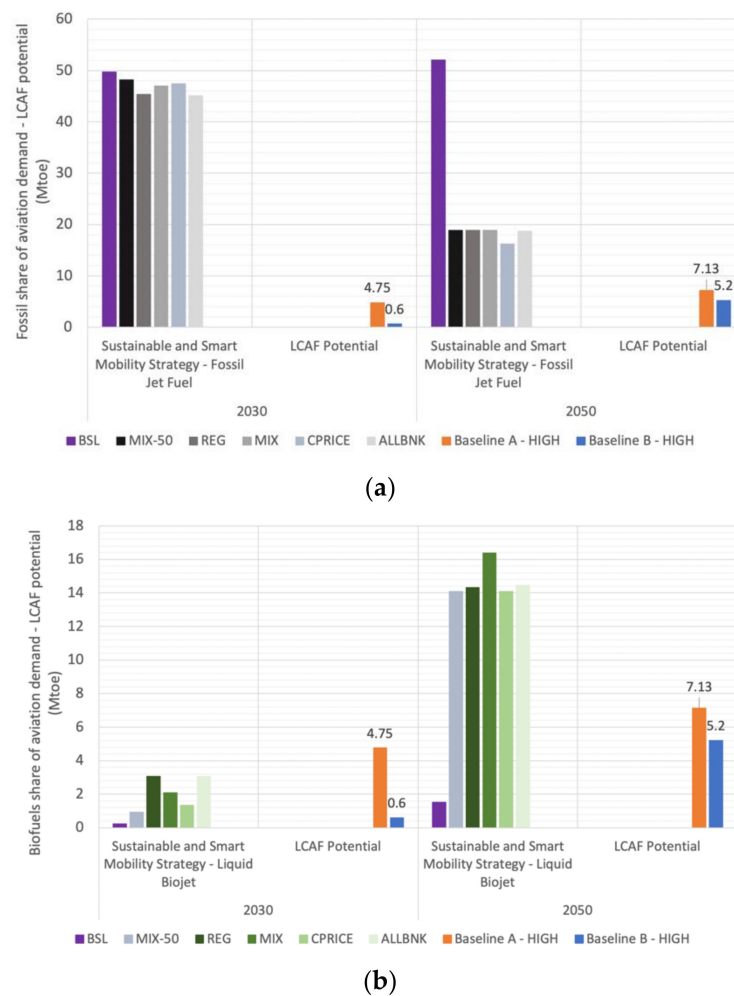 Fossil share of aviation demand - LCAF potential
(Mtoe)
60
50
40
30
20
10
0
4.75
0.6
7.13
5.2
Sustainable and Smart
Mobility Strategy - Fossil
Jet Fuel
LCAF Potential
Sustainable and Smart
Mobility Strategy - Fossil
Jet Fuel
LCAF Potential
2030
2050
BSL MIX-50 REG MIX CPRICE ALLBNK Baseline A - HIGH Baseline B - HIGH
(a)
Biofuels share of aviation demand - LCAF potential
(Mtoe)
18
16
14
12
10
8
6
4
2
0
4.75
0.6
7.13
5.2
Sustainable and Smart
Mobility Strategy - Liquid
Biojet
LCAF Potential
Sustainable and Smart
Mobility Strategy - Liquid
Biojet
LCAF Potential
2030
2050
BSL MIX-50 REG MIX CPRICE ALLBNK Baseline A - HIGH Baseline B - HIGH
(b)